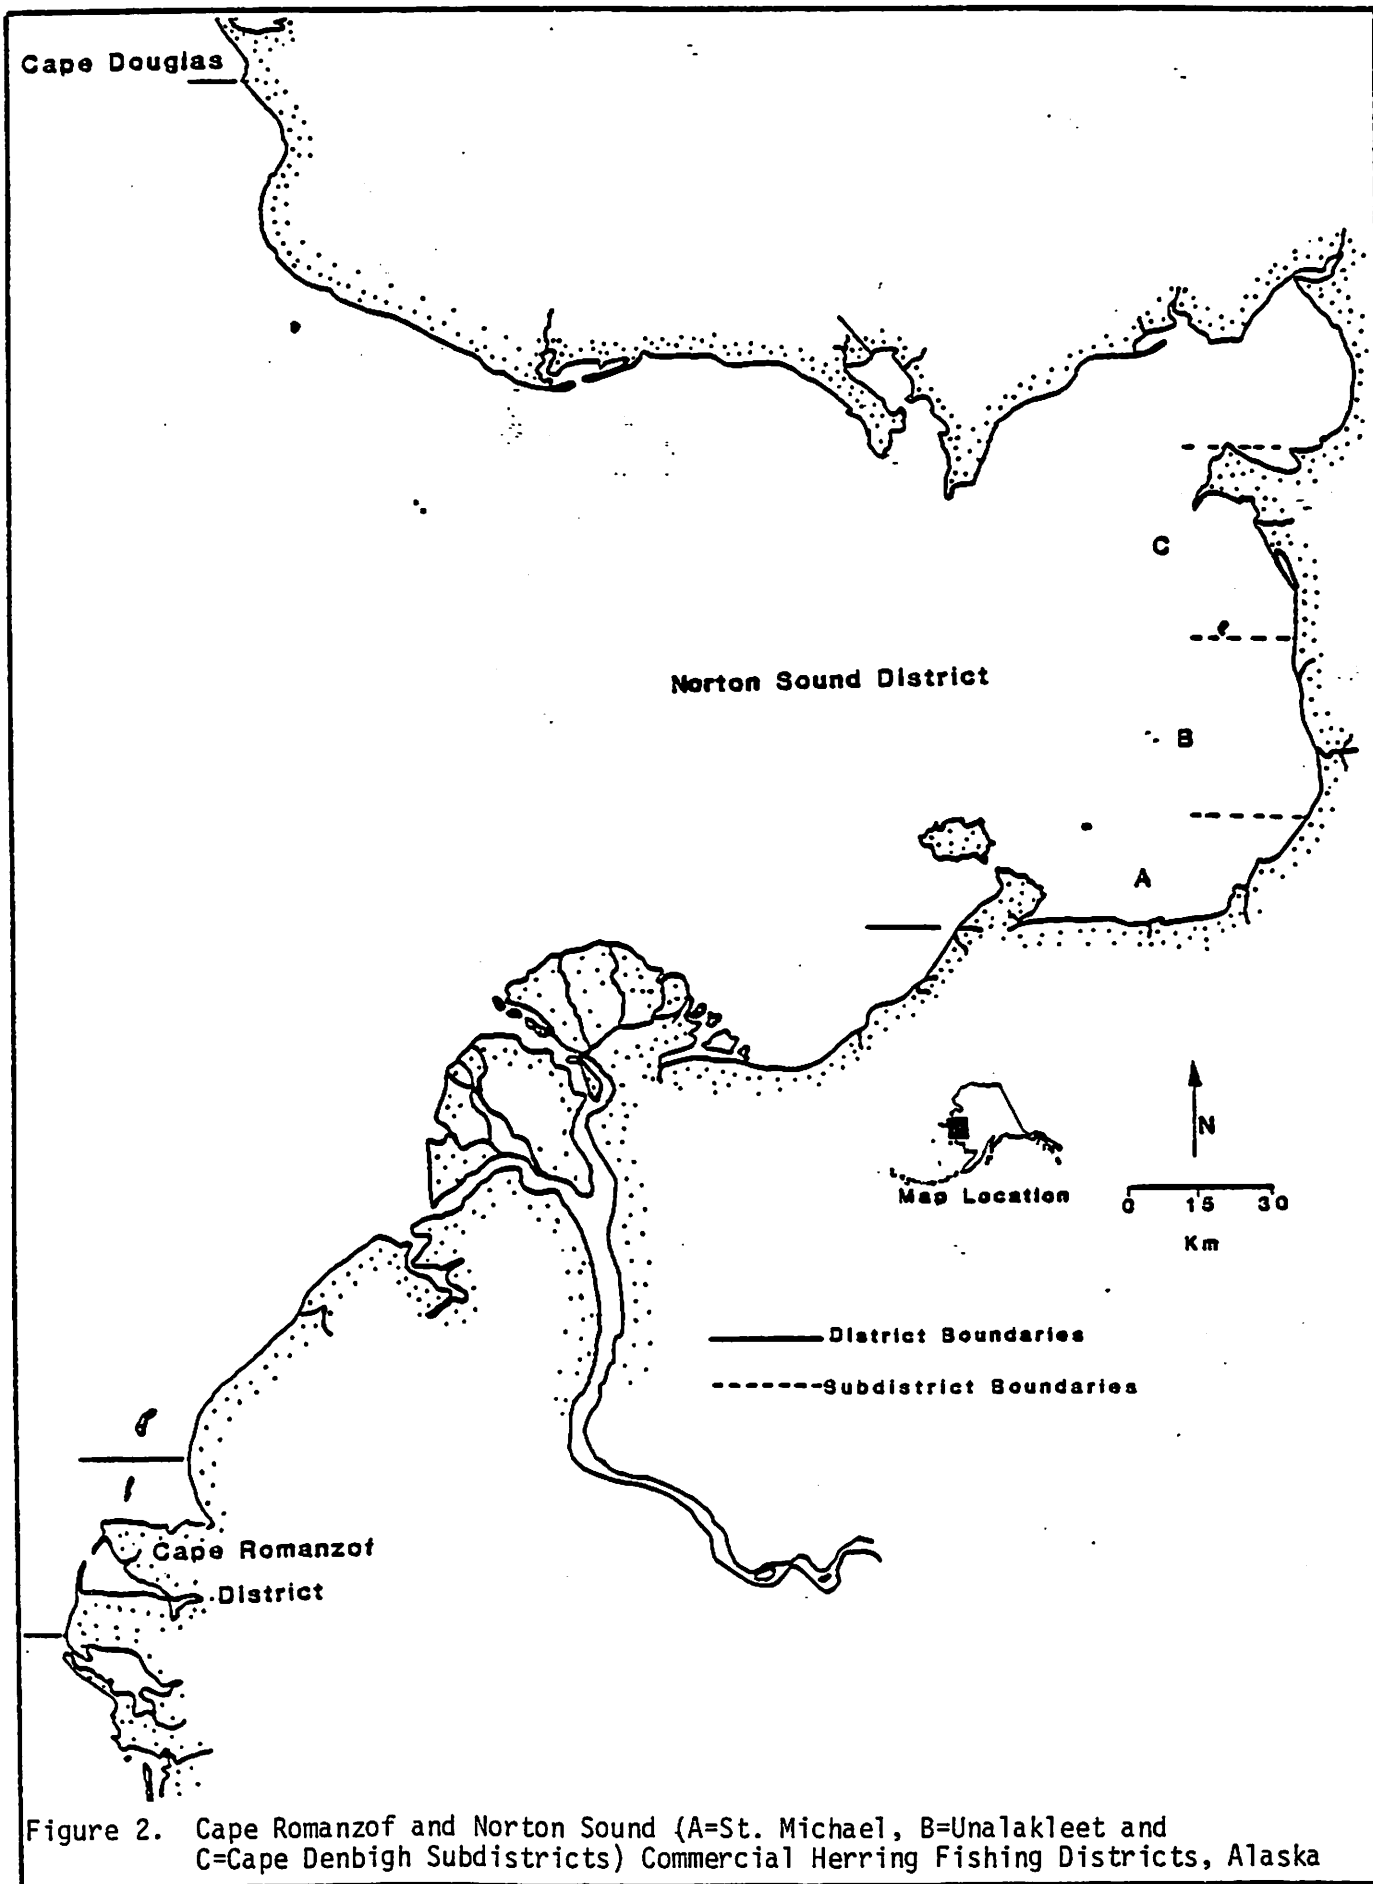 Cape Douglas
C
Norton Sound District
B
A
N
Map Location
0 15 30
Km
District Boundaries
Subdistrict Boundaries
Cape Romanzof
District
Figure 2. Cape Romanzof and Norton Sound (A=St. Michael, B=Unalakleet and
C=Cape Denbigh Subdistricts) Commercial Herring Fishing Districts, Alaska